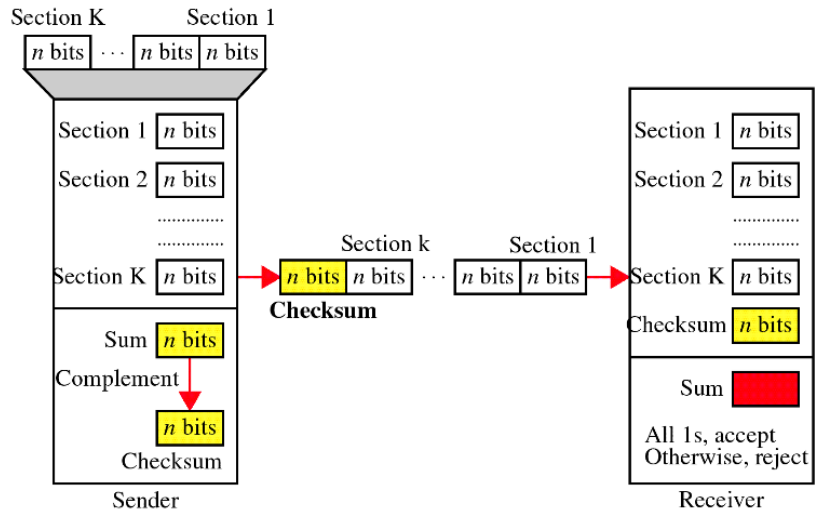 Section K Section 1
n bits ... n bits n bits
Section 1 n bits
Section 2 n bits
..............
..............
Section K n bits
Sum n bits
Complement
n bits
Checksum
Sender
Section k Section 1
n bits n bits ... n bits n bits
Checksum
Section 1 n bits
Section 2 n bits
..............
..............
Section K n bits
Checksum n bits
Sum
All 1s, accept
Otherwise, reject
Receiver